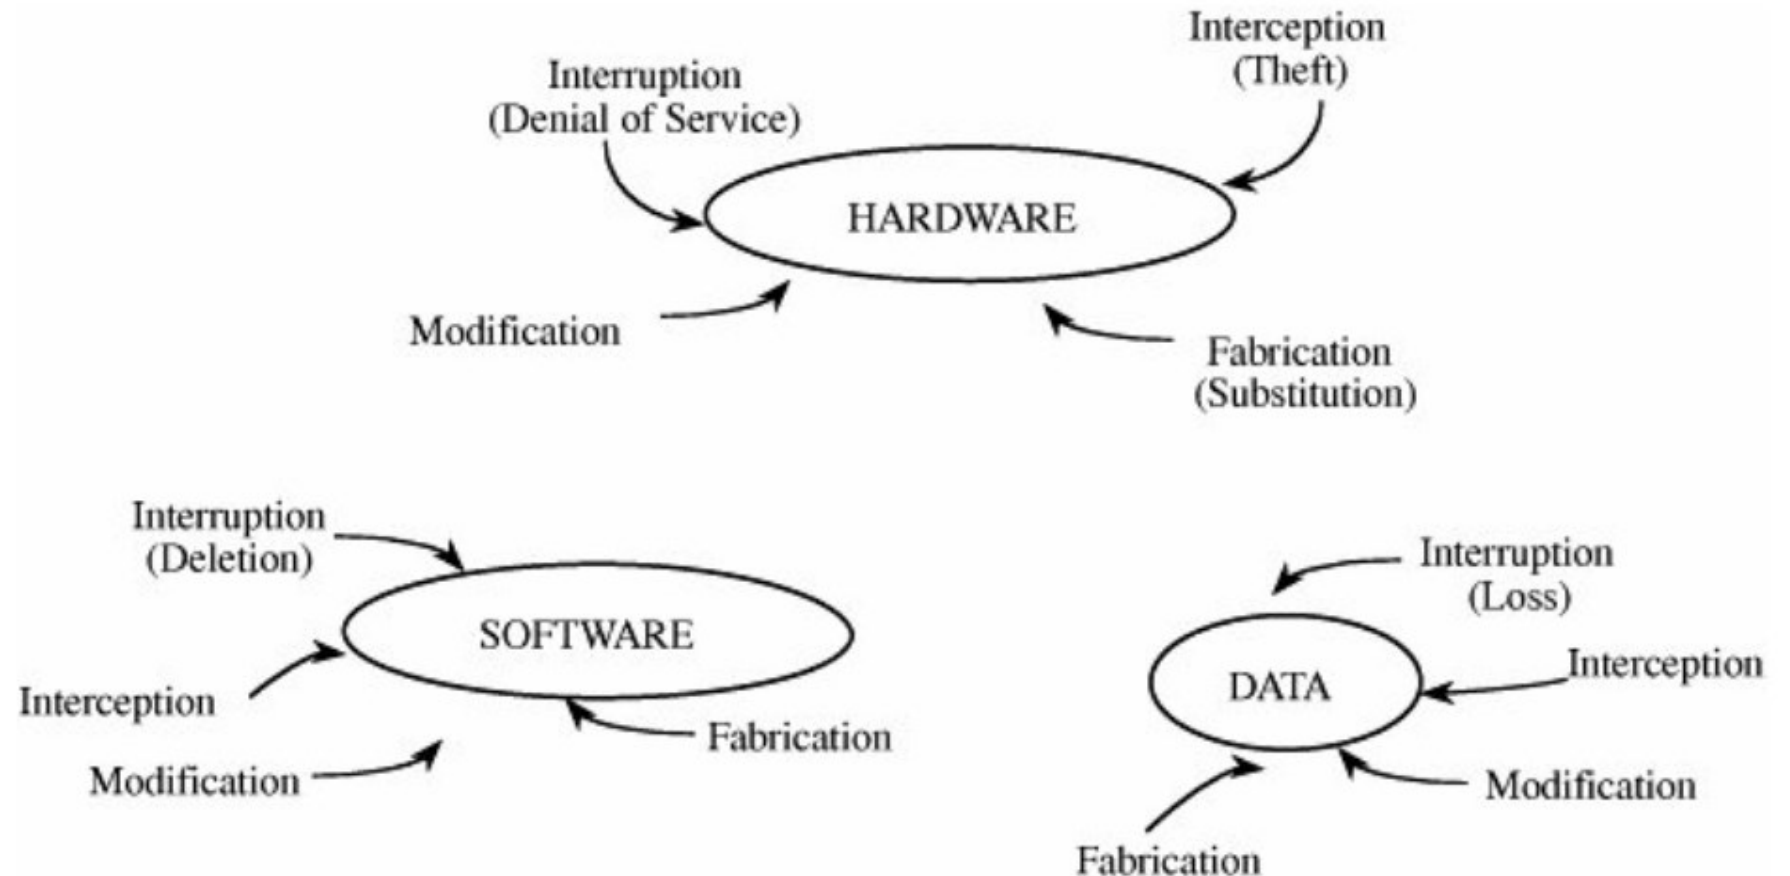 Interception
(Theft)
Interruption
(Denial of Service)
HARDWARE
Modification
Fabrication
(Substitution)
Interruption
(Deletion)
SOFTWARE
Interception
Fabrication
Modification
Interruption
(Loss)
Interception
DATA
Modification
Fabrication